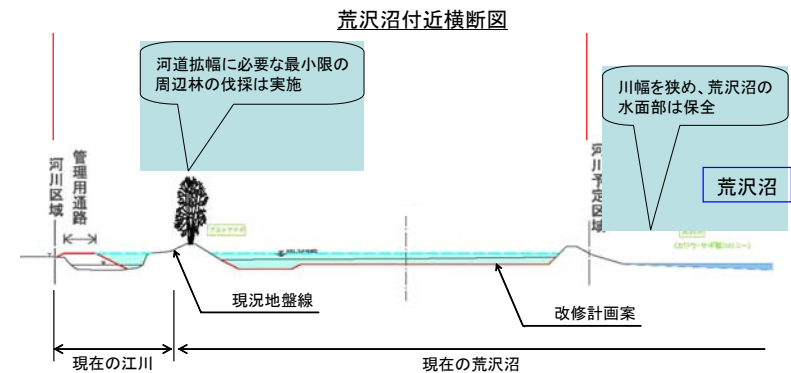 荒沢沼付近横断図
河道拡幅に必要な最小限の
周辺林の伐採は実施
川幅を狭め、荒沢沼の
水面部は保全
河川区域
管理用通路
河川予定区域
荒沢沼
現況地盤線
改修計画案
現在の江川
現在の荒沢沼